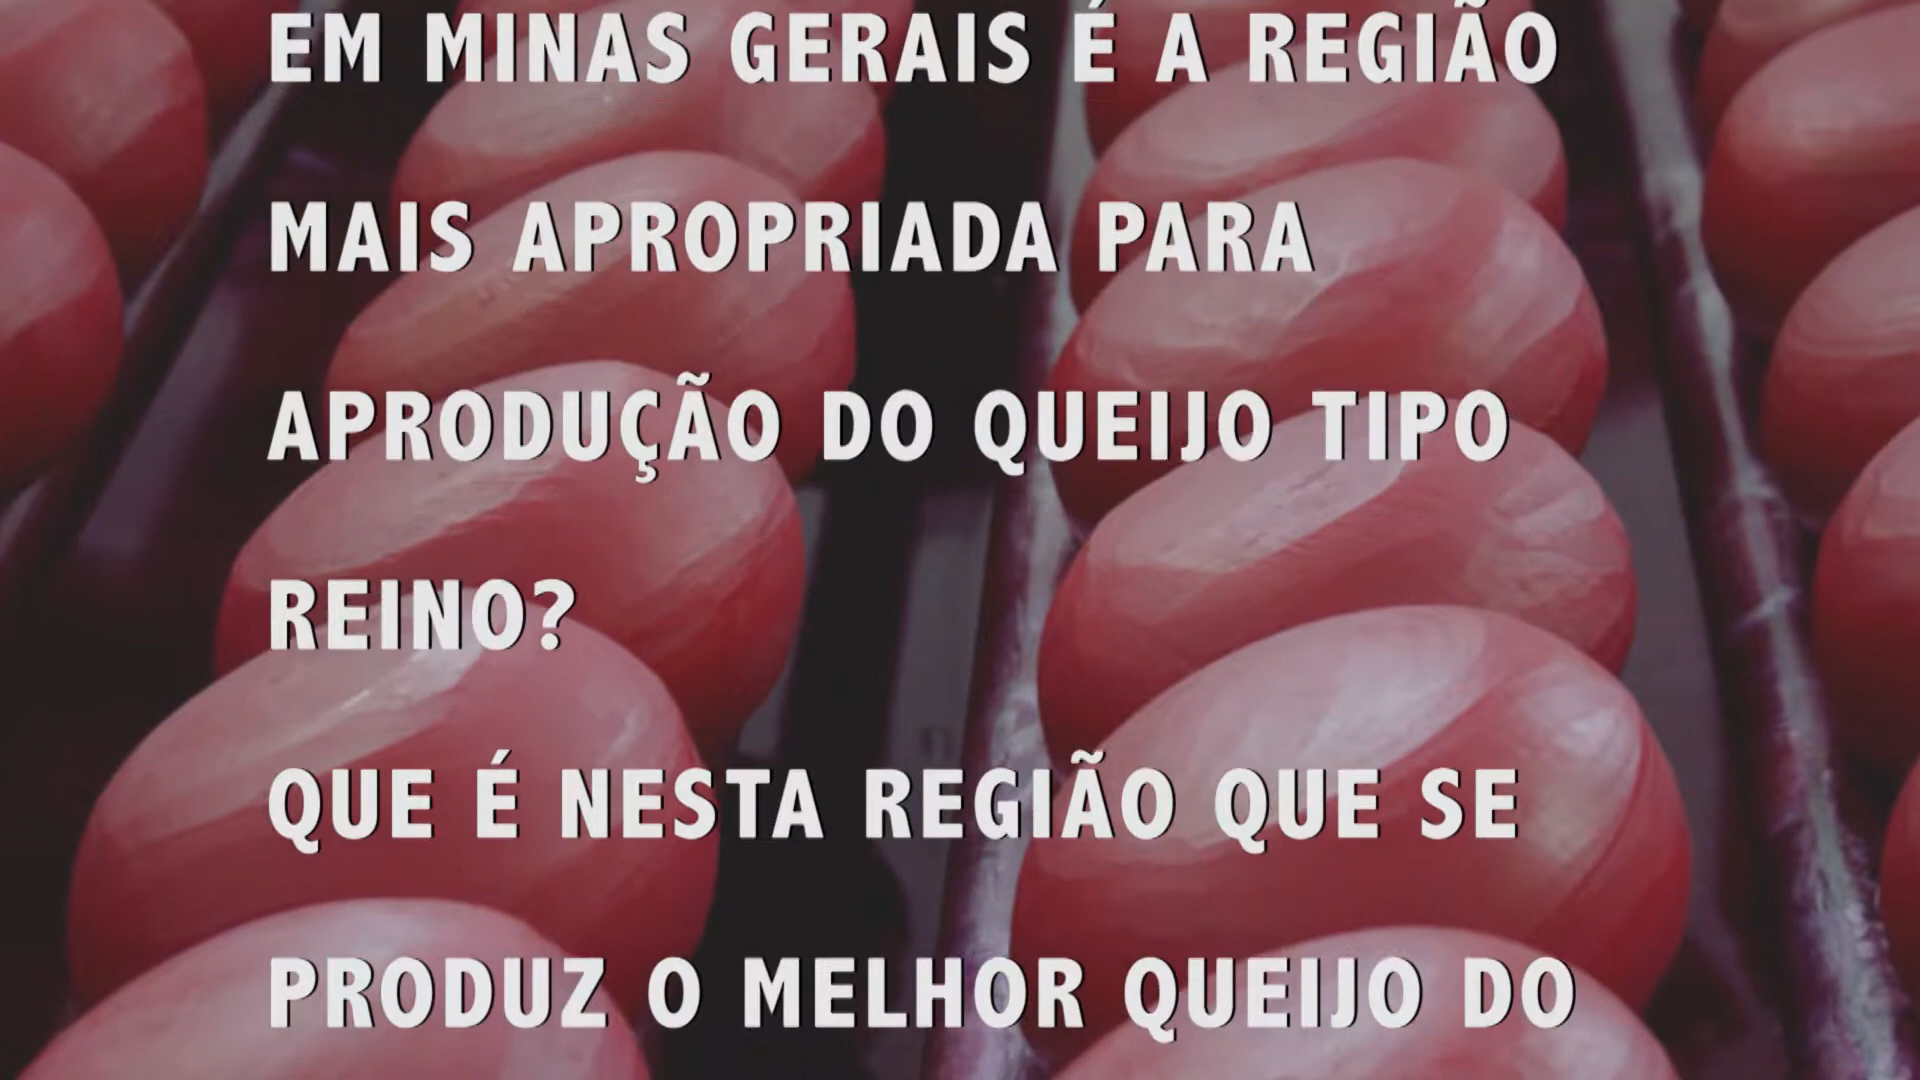 EM MINAS GERAIS É A REGIÃO
MAIS APROPRIADA PARA
APRODUÇÃO DO QUEIJO TIPO
REINO?
QUE É NESTA REGIÃO QUE SE
PRODUZ O MELHOR QUEIJO DO